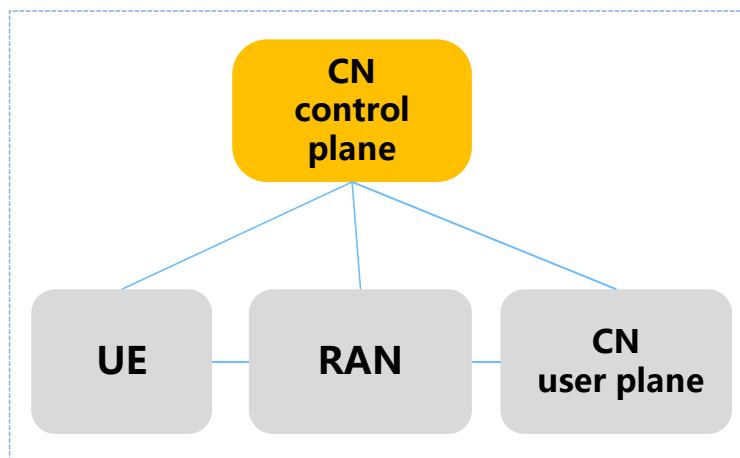 CN
control
plane
UE
RAN
CN
user plane